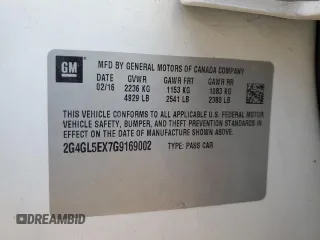 GM
MFD BY GENERAL MOTORS OF CANADA COMPANY
DATE GVWR GAWR FRT GAWR RR
02/16 2236 KG 1153 KG 1083 KG
4929 LB 2541 LB 2388 LB
THIS VEHICLE CONFORMS TO ALL APPLICABLE U.S. FEDERAL MOTOR
VEHICLE SAFETY, BUMPER, AND THEFT PREVENTION STANDARDS IN
EFFECT ON THE DATE OF MANUFACTURE SHOWN ABOVE.
2G4GL5EX7G9169002 TYPE: PASS CAR
DREAMBID